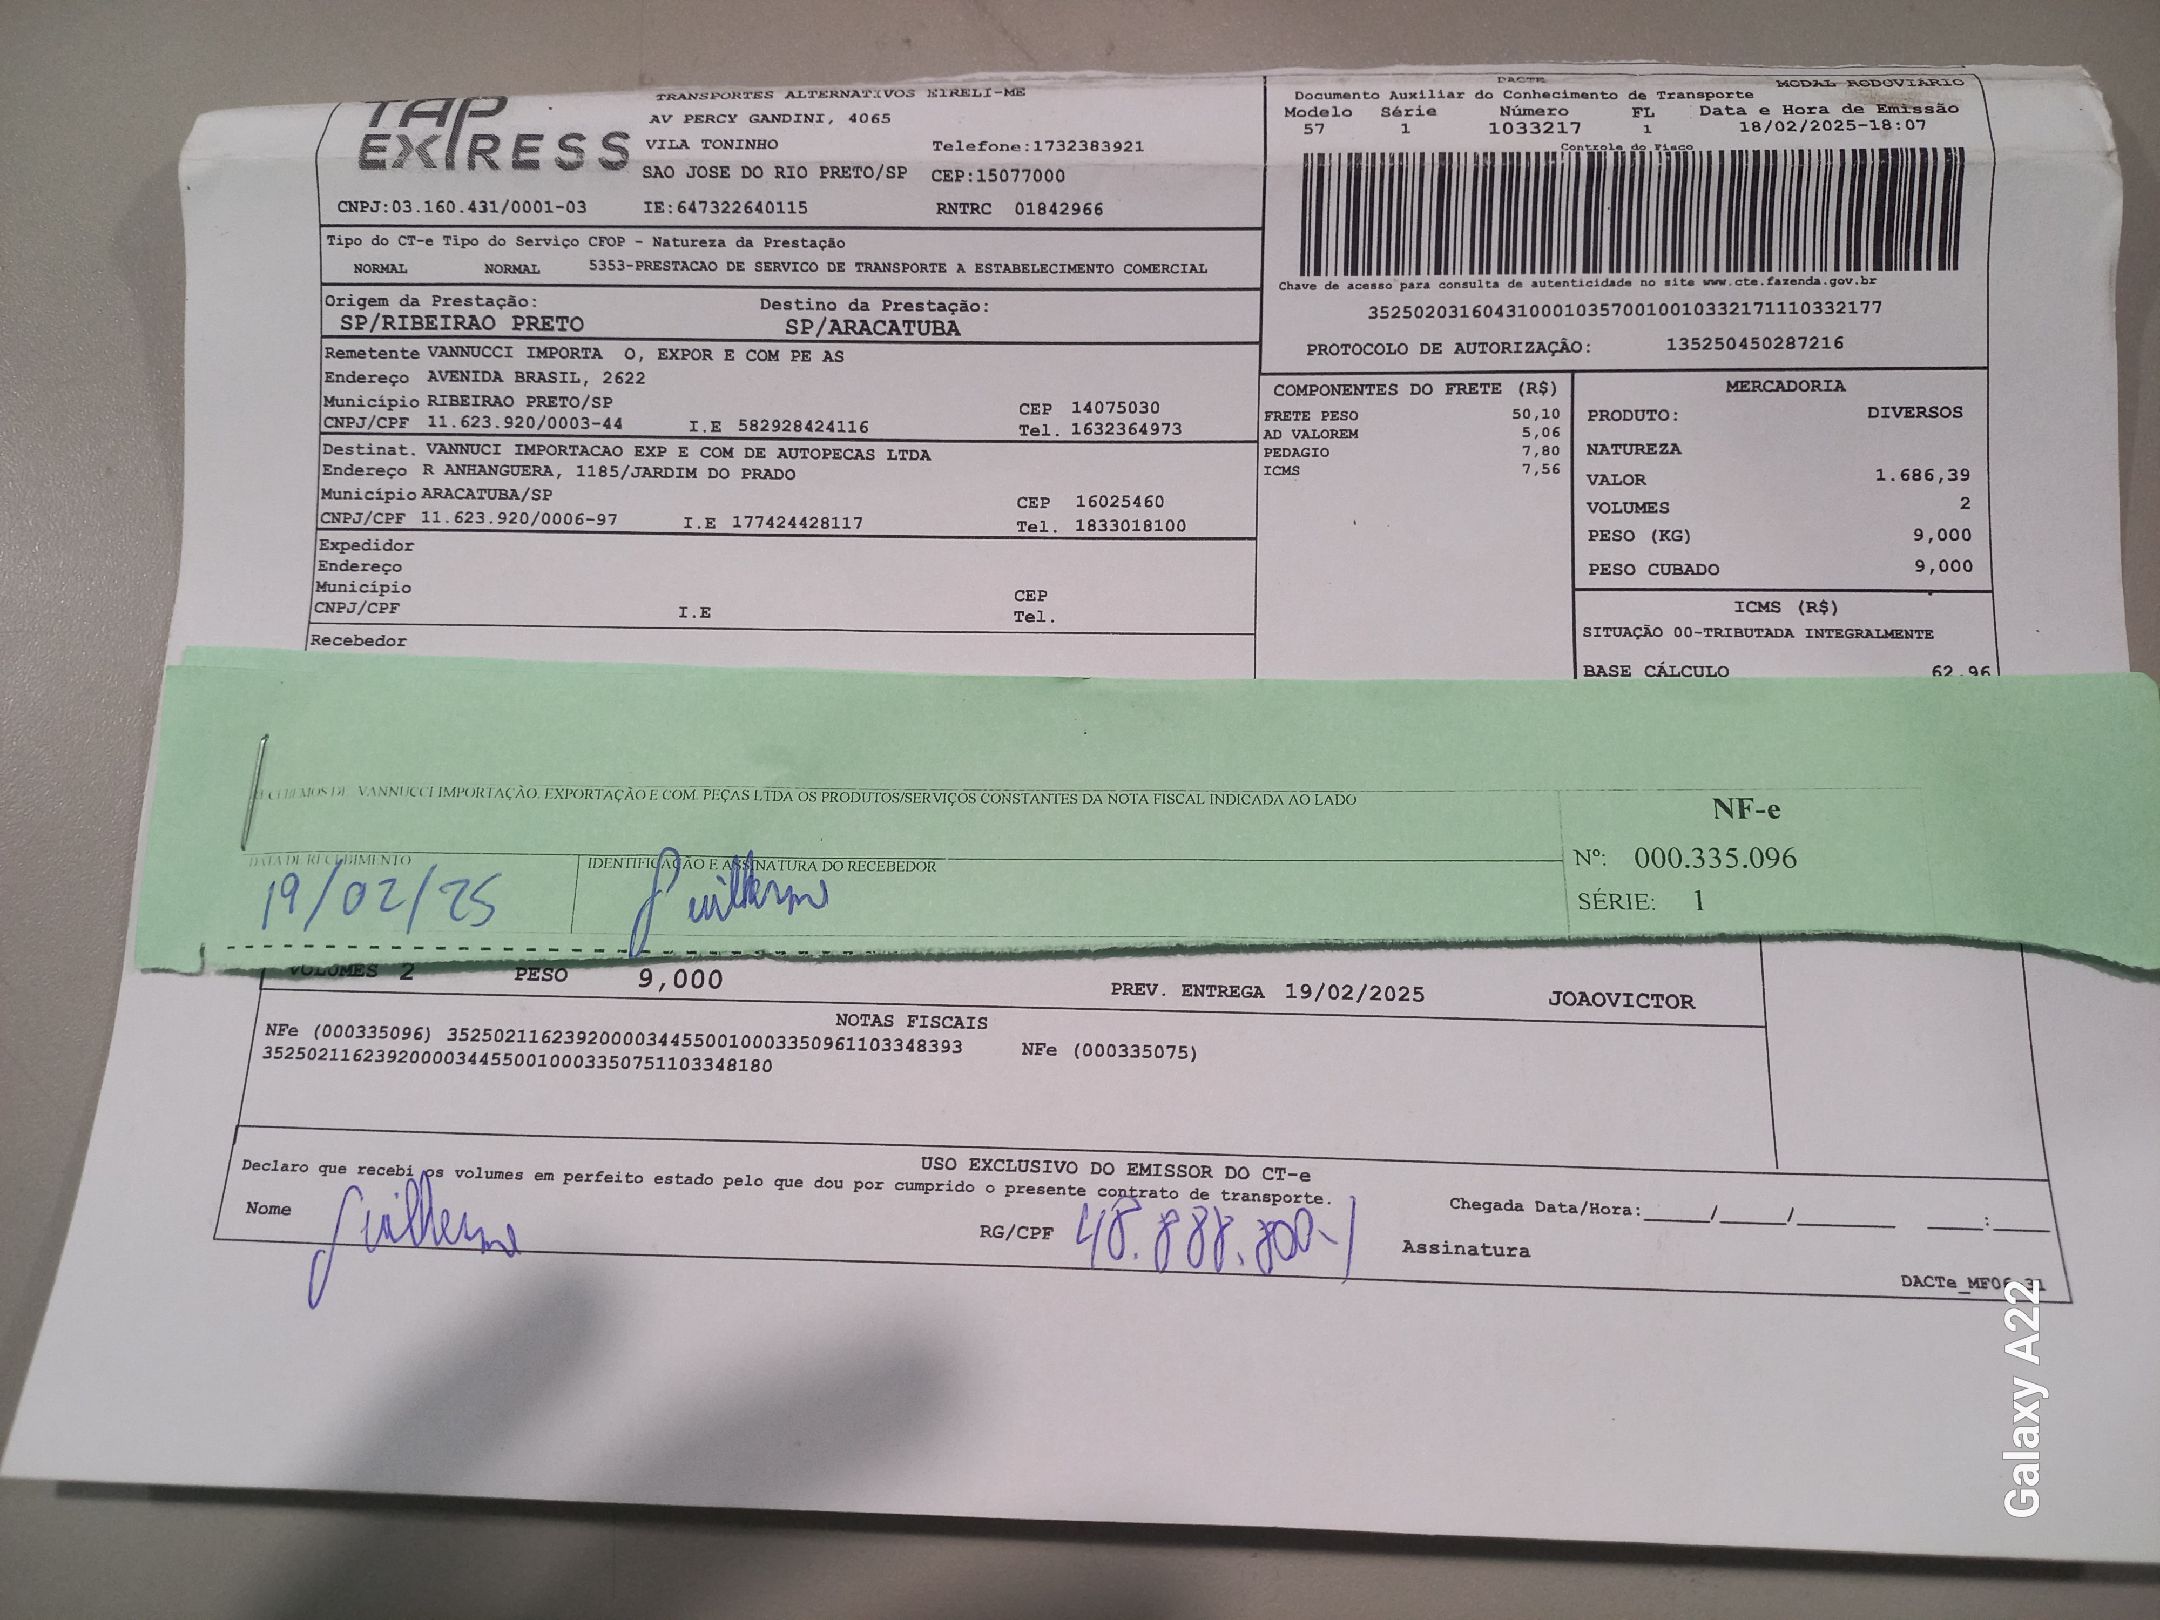 TAP EXPRESS
TRANSPORTES ALTERNATIVOS EIRELI-ME
AV PERCY GANDINI, 4065
VILA TONINHO Telefone:1732383921
SAO JOSE DO RIO PRETO/SP CEP:15077000
CNPJ:03.160.431/0001-03 IE:647322640115 RNTRC 01842966
DACTE MODAL RODOVIÁRIO
Documento Auxiliar do Conhecimento de Transporte
Modelo Série Número FL Data e Hora de Emissão
57 1 1033217 1 18/02/2025-18:07
Controle do Fisco
Chave de acesso para consulta de autenticidade no site www.cte.fazenda.gov.br
35250203160431000103570010010332171110332177
PROTOCOLO DE AUTORIZAÇÃO: 135250450287216
Tipo do CT-e Tipo do Serviço CFOP - Natureza da Prestação
NORMAL NORMAL 5353-PRESTACAO DE SERVICO DE TRANSPORTE A ESTABELECIMENTO COMERCIAL
Origem da Prestação: Destino da Prestação:
SP/RIBEIRAO PRETO SP/ARACATUBA
Remetente VANNUCCI IMPORTA O, EXPOR E COM PE AS
Endereço AVENIDA BRASIL, 2622
Município RIBEIRAO PRETO/SP CEP 14075030
CNPJ/CPF 11.623.920/0003-44 I.E 582928424116 Tel. 1632364973
Destinat. VANNUCI IMPORTACAO EXP E COM DE AUTOPECAS LTDA
Endereço R ANHANGUERA, 1185/JARDIM DO PRADO
Município ARACATUBA/SP CEP 16025460
CNPJ/CPF 11.623.920/0006-97 I.E 177424428117 Tel. 1833018100
Expedidor
Endereço
Município CEP
CNPJ/CPF I.E Tel.
Recebedor
COMPONENTES DO FRETE (R$)
FRETE PESO 50,10
AD VALOREM 5,06
PEDAGIO 7,80
ICMS 7,56
MERCADORIA
PRODUTO: DIVERSOS
NATUREZA
VALOR 1.686,39
VOLUMES 2
PESO (KG) 9,000
PESO CUBADO 9,000
ICMS (R$)
SITUAÇÃO 00-TRIBUTADA INTEGRALMENTE
BASE CÁLCULO 62,96
RECEBEMOS DE VANNUCCI IMPORTAÇÃO, EXPORTAÇÃO E COM. PEÇAS LTDA OS PRODUTOS/SERVIÇOS CONSTANTES DA NOTA FISCAL INDICADA AO LADO
DATA DE RECEBIMENTO IDENTIFICAÇÃO E ASSINATURA DO RECEBEDOR
19/02/25 Guilherme
NF-e
Nº: 000.335.096
SÉRIE: 1
VOLUMES 2 PESO 9,000 PREV. ENTREGA 19/02/2025 JOAOVICTOR
NOTAS FISCAIS
NFe (000335096) 35250211623920000344550010003350961103348393 NFe (000335075)
35250211623920000344550010003350751103348180
USO EXCLUSIVO DO EMISSOR DO CT-e
Declaro que recebi os volumes em perfeito estado pelo que dou por cumprido o presente contrato de transporte.
Nome Guilherme RG/CPF 48.888.800-1 Chegada Data/Hora:____/____/______ ___:___
Assinatura
DACTe_MF06_31
Galaxy A22